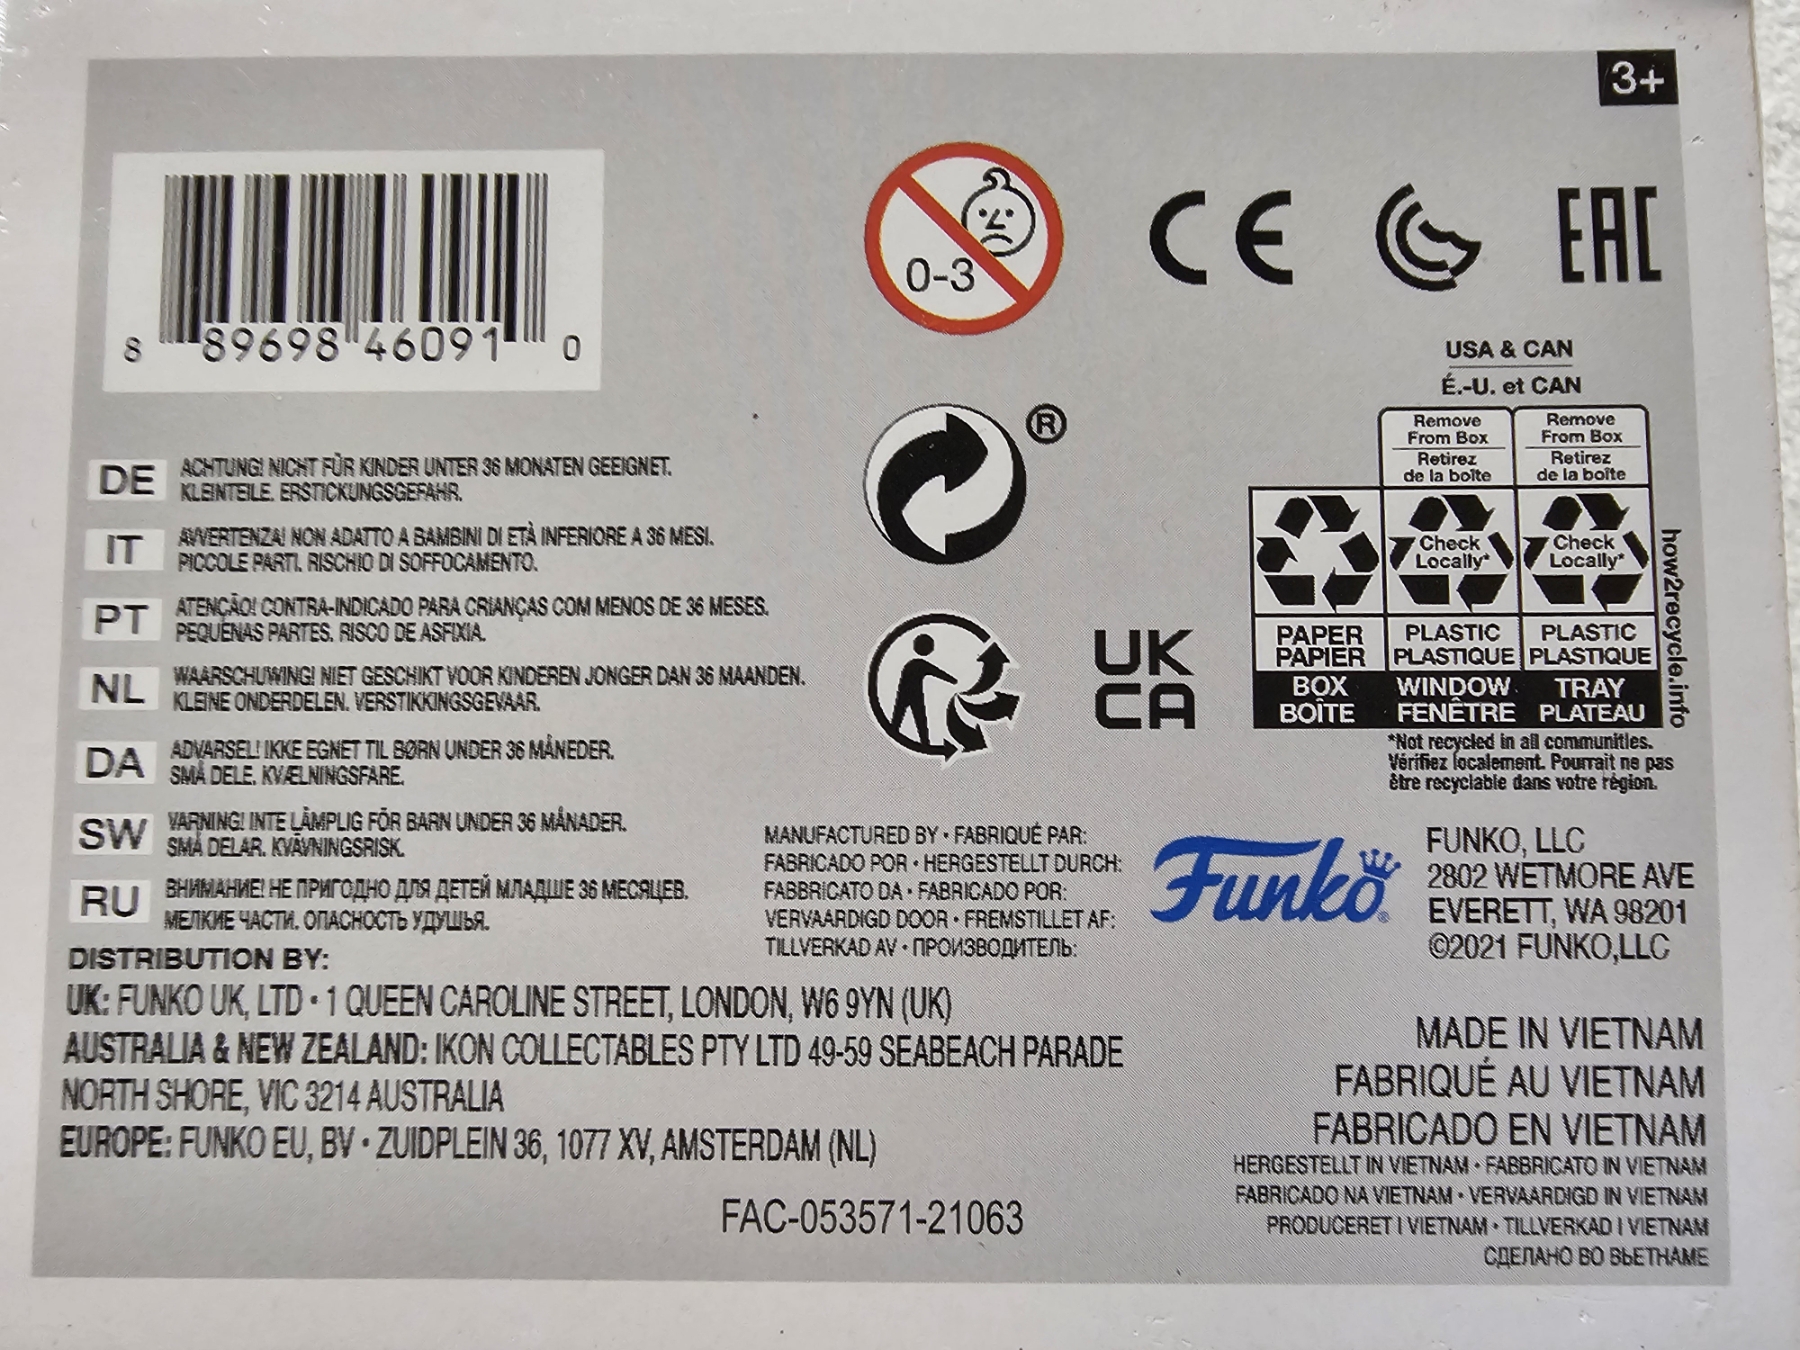 3+
8 89698 46091 0
0-3
CE
EAC
USA & CAN
É.-U. et CAN
Remove
From Box
Retirez
de la boîte
Remove
From Box
Retirez
de la boîte
®
Check
Locally*
Check
Locally*
PAPER
PAPIER
PLASTIC
PLASTIQUE
PLASTIC
PLASTIQUE
BOX
BOÎTE
WINDOW
FENÊTRE
TRAY
PLATEAU
how2recycle.info
*Not recycled in all communities.
Vérifiez localement. Pourrait ne pas
être recyclable dans votre région.
UK
CA
DE ACHTUNG! NICHT FÜR KINDER UNTER 36 MONATEN GEEIGNET.
KLEINTEILE. ERSTICKUNGSGEFAHR.
IT AVVERTENZA! NON ADATTO A BAMBINI DI ETÀ INFERIORE A 36 MESI.
PICCOLE PARTI. RISCHIO DI SOFFOCAMENTO.
PT ATENÇÃO! CONTRA-INDICADO PARA CRIANÇAS COM MENOS DE 36 MESES.
PEQUENAS PARTES. RISCO DE ASFIXIA.
NL WAARSCHUWING! NIET GESCHIKT VOOR KINDEREN JONGER DAN 36 MAANDEN.
KLEINE ONDERDELEN. VERSTIKKINGSGEVAAR.
DA ADVARSEL! IKKE EGNET TIL BØRN UNDER 36 MÅNEDER.
SMÅ DELE. KVÆLNINGSFARE.
SW VARNING! INTE LÄMPLIG FÖR BARN UNDER 36 MÅNADER.
SMÅ DELAR. KVÄVNINGSRISK.
RU ВНИМАНИЕ! НЕ ПРИГОДНО ДЛЯ ДЕТЕЙ МЛАДШЕ 36 МЕСЯЦЕВ.
МЕЛКИЕ ЧАСТИ. ОПАСНОСТЬ УДУШЬЯ.
MANUFACTURED BY • FABRIQUÉ PAR:
FABRICADO POR • HERGESTELLT DURCH:
FABBRICATO DA • FABRICADO POR:
VERVAARDIGD DOOR • FREMSTILLET AF:
TILLVERKAD AV • ПРОИЗВОДИТЕЛЬ:
Funko®
FUNKO, LLC
2802 WETMORE AVE
EVERETT, WA 98201
©2021 FUNKO,LLC
DISTRIBUTION BY:
UK: FUNKO UK, LTD • 1 QUEEN CAROLINE STREET, LONDON, W6 9YN (UK)
AUSTRALIA & NEW ZEALAND: IKON COLLECTABLES PTY LTD 49-59 SEABEACH PARADE
NORTH SHORE, VIC 3214 AUSTRALIA
EUROPE: FUNKO EU, BV • ZUIDPLEIN 36, 1077 XV, AMSTERDAM (NL)
FAC-053571-21063
MADE IN VIETNAM
FABRIQUÉ AU VIETNAM
FABRICADO EN VIETNAM
HERGESTELLT IN VIETNAM • FABBRICATO IN VIETNAM
FABRICADO NA VIETNAM • VERVAARDIGD IN VIETNAM
PRODUCERET I VIETNAM • TILLVERKAD I VIETNAM
СДЕЛАНО ВО ВЬЕТНАМЕ